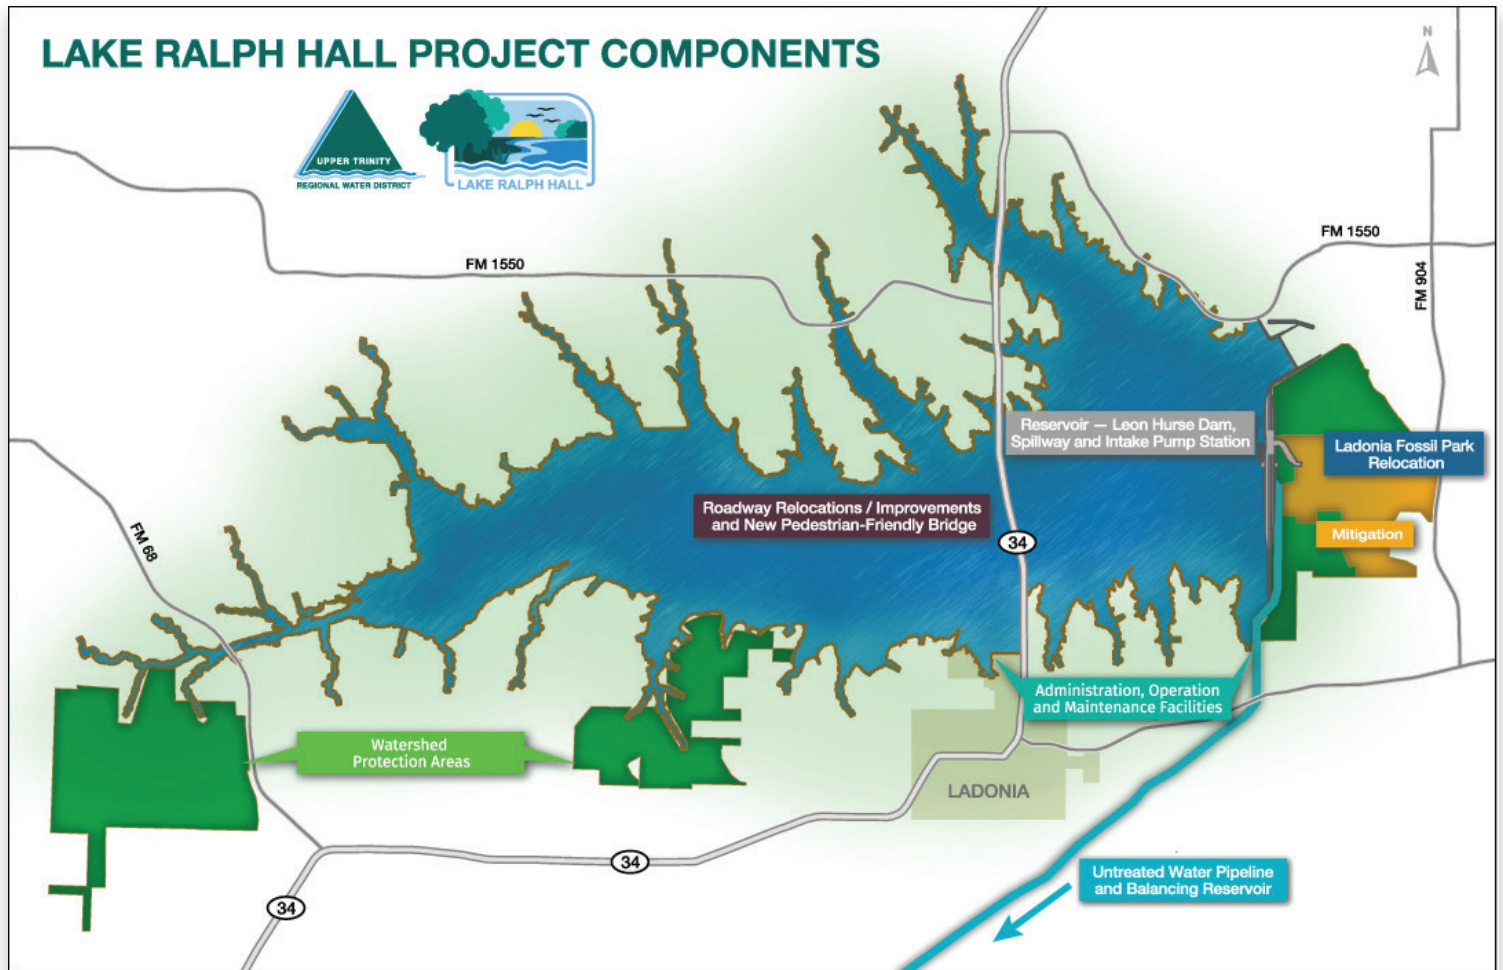 LAKE RALPH HALL PROJECT COMPONENTS
UPPER TRINITY
REGIONAL WATER DISTRICT
LAKE RALPH HALL
N
FM 1550
FM 1550
FM 904
Reservoir — Leon Hurse Dam,
Spillway and Intake Pump Station
Ladonia Fossil Park
Relocation
Roadway Relocations / Improvements
and New Pedestrian-Friendly Bridge
Mitigation
34
FM 68
Administration, Operation
and Maintenance Facilities
Watershed
Protection Areas
LADONIA
34
Untreated Water Pipeline
and Balancing Reservoir
34